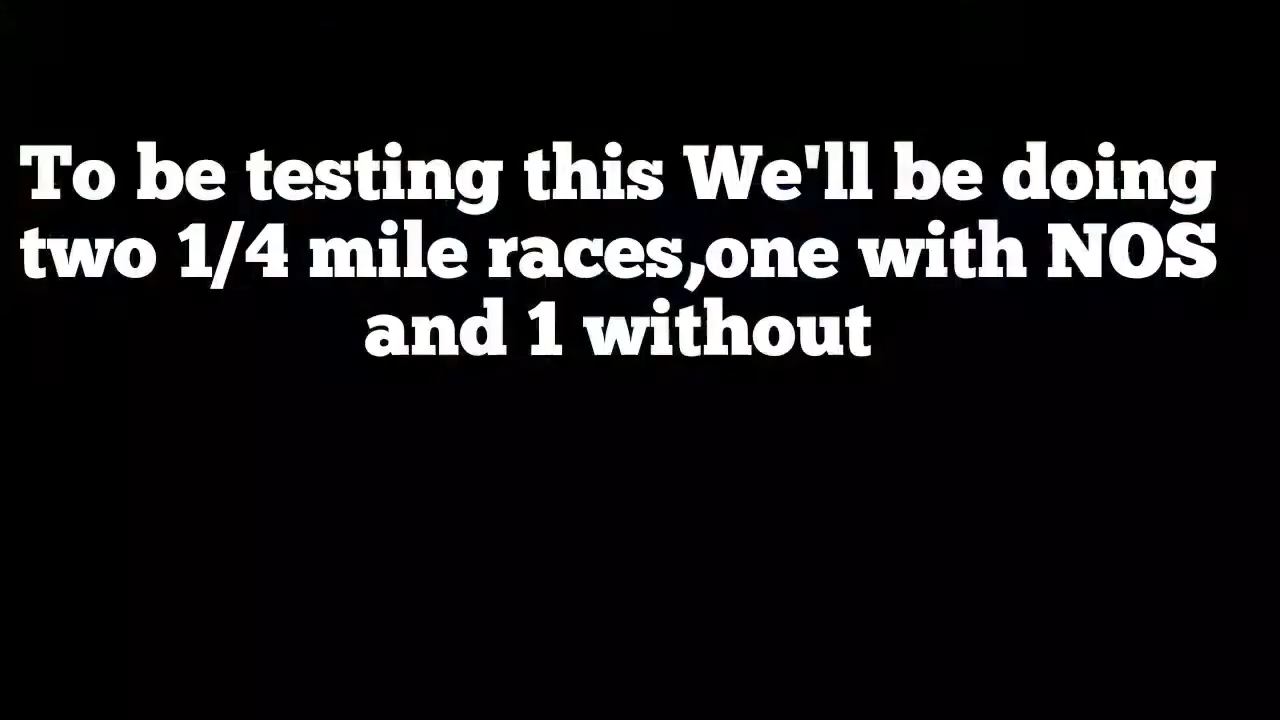 To be testing this We'll be doing
two 1/4 mile races,one with NOS
and 1 without